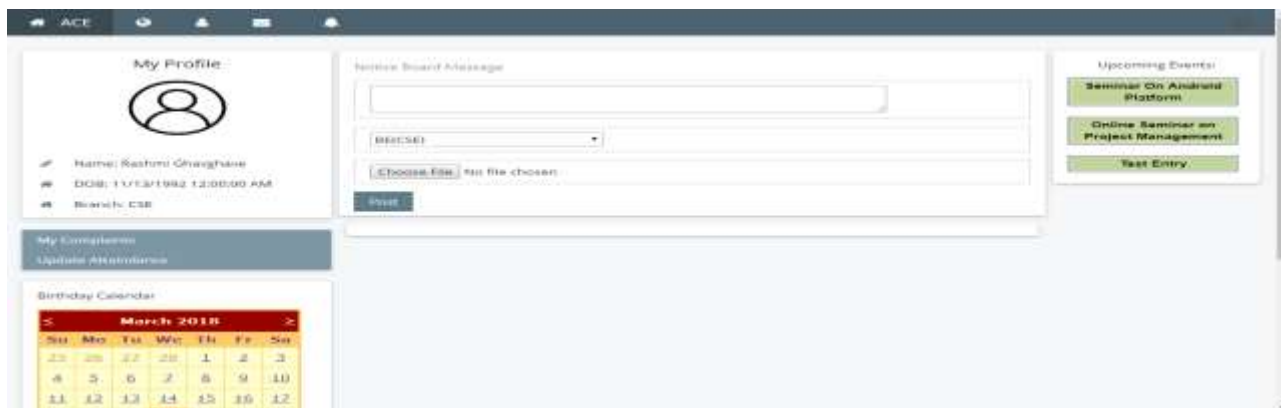 ACE
My Profile
Name: Rashmi Ghavghave
DOB: 11/13/1992 12:00:00 AM
Branch: CSE
My Complaints
Update Attendance
Birthday Calendar
≤ March 2018 ≥
Su Mo Tu We Th Fr Sa
25 26 27 28 1 2 3
4 5 6 7 8 9 10
11 12 13 14 15 16 17
Notice Board Message
BE(CSE)
Choose File No file chosen
Post
Upcoming Events:
Seminar On Android
Platform
Online Seminar on
Project Management
Test Entry